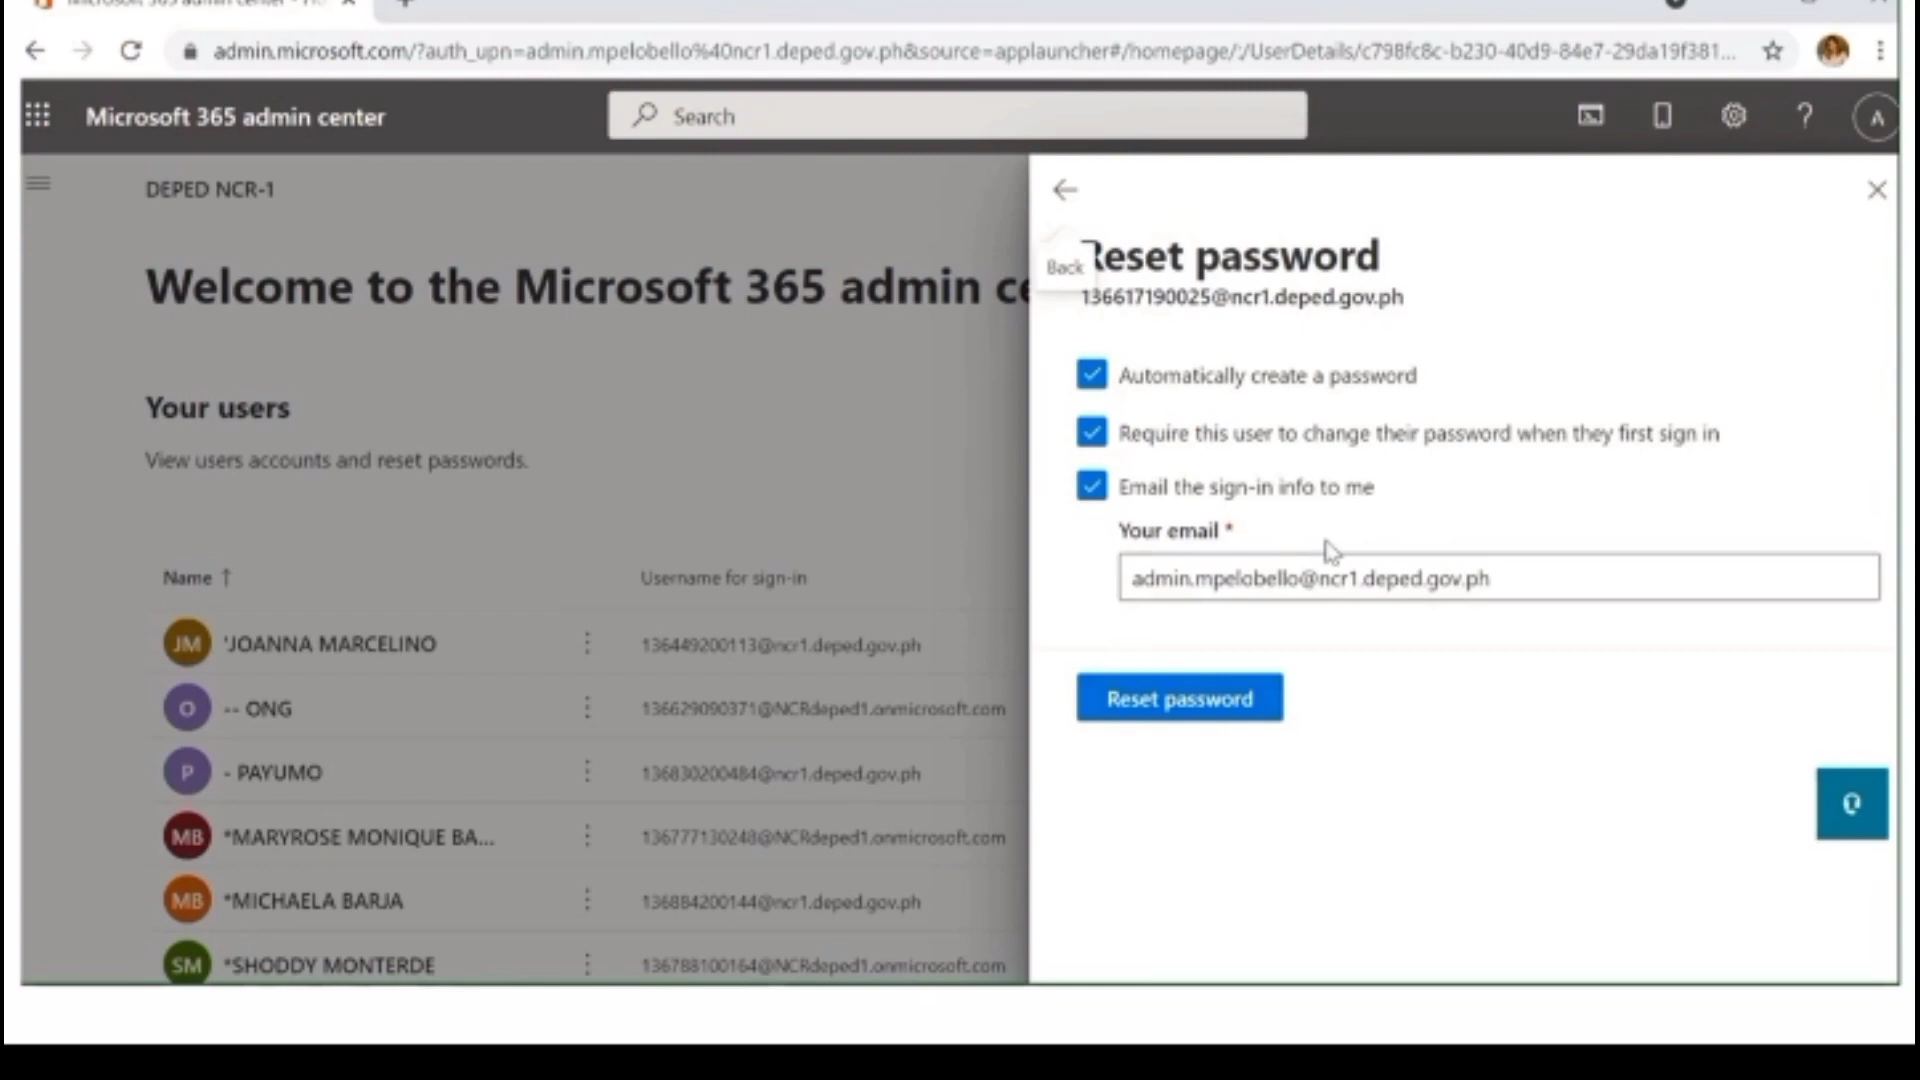 admin.microsoft.com/?auth_upn=admin.mpelobello%40ncr1.deped.gov.ph&source=applauncher#/homepage/:/UserDetails/c798fc8c-b230-40d9-84e7-29da19f381...
Microsoft 365 admin center
Search
A
DEPED NCR-1
Welcome to the Microsoft 365 admin ce
Your users
View users accounts and reset passwords.
Name ↑ Username for sign-in
JM 'JOANNA MARCELINO 136449200113@ncr1.deped.gov.ph
O -- ONG 136629090371@NCRdeped1.onmicrosoft.com
P - PAYUMO 136830200484@ncr1.deped.gov.ph
MB *MARYROSE MONIQUE BA... 136777130248@NCRdeped1.onmicrosoft.com
MB *MICHAELA BARJA 136884200144@ncr1.deped.gov.ph
SM *SHODDY MONTERDE 136788100164@NCRdeped1.onmicrosoft.com
Back
Reset password
136617190025@ncr1.deped.gov.ph
Automatically create a password
Require this user to change their password when they first sign in
Email the sign-in info to me
Your email *
admin.mpelobello@ncr1.deped.gov.ph
Reset password